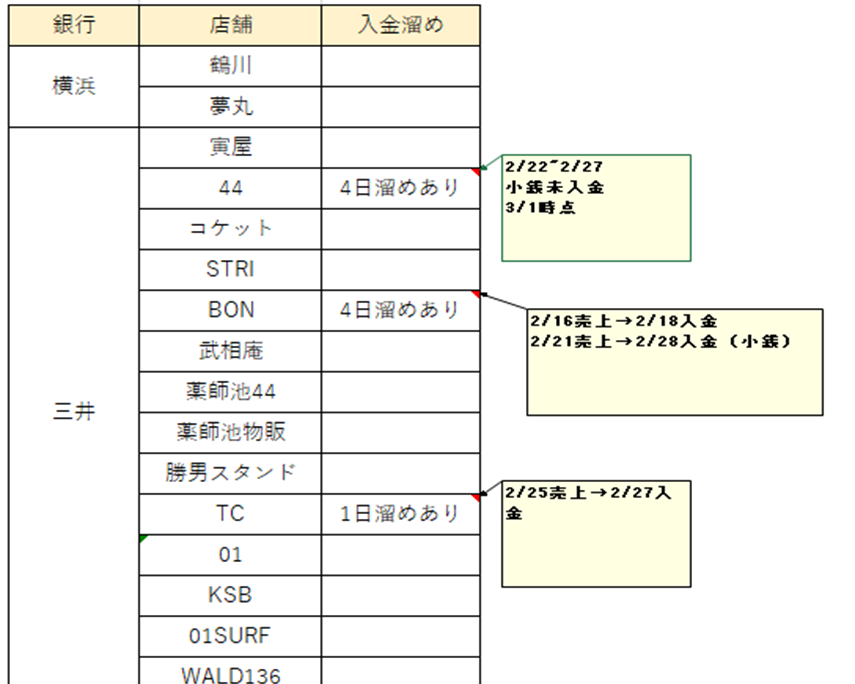 銀行 店舗 入金溜め
横浜 鶴川
夢丸
三井 寅屋
44 4日溜めあり
コケット
STRI
BON 4日溜めあり
武相庵
薬師池44
薬師池物販
勝男スタンド
TC 1日溜めあり
01
KSB
01SURF
WALD136
2/22~2/27
小銭未入金
3/1時点
2/16売上→2/18入金
2/21売上→2/28入金（小銭）
2/25売上→2/27入
金